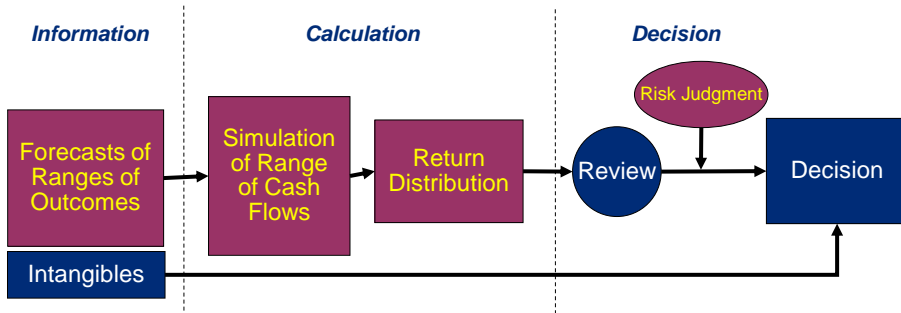 Information
Calculation
Decision
Risk Judgment
Forecasts of
Ranges of
Outcomes
Simulation
of Range
of Cash
Flows
Return
Distribution
Review
Decision
Intangibles